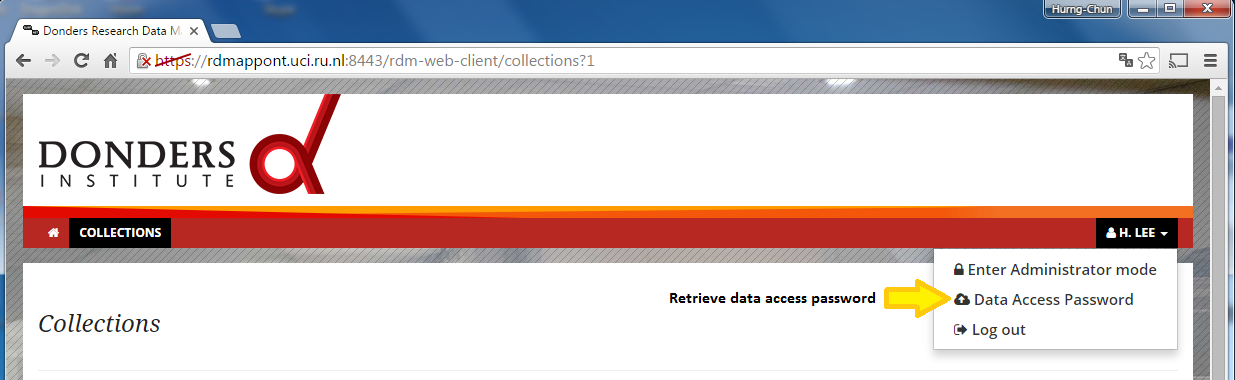 Hurng-Chun
Donders Research Data M
https://rdmappont.uci.ru.nl:8443/rdm-web-client/collections?1
DONDERS
INSTITUTE
COLLECTIONS
H. LEE
Enter Administrator mode
Retrieve data access password
Data Access Password
Collections
Log out